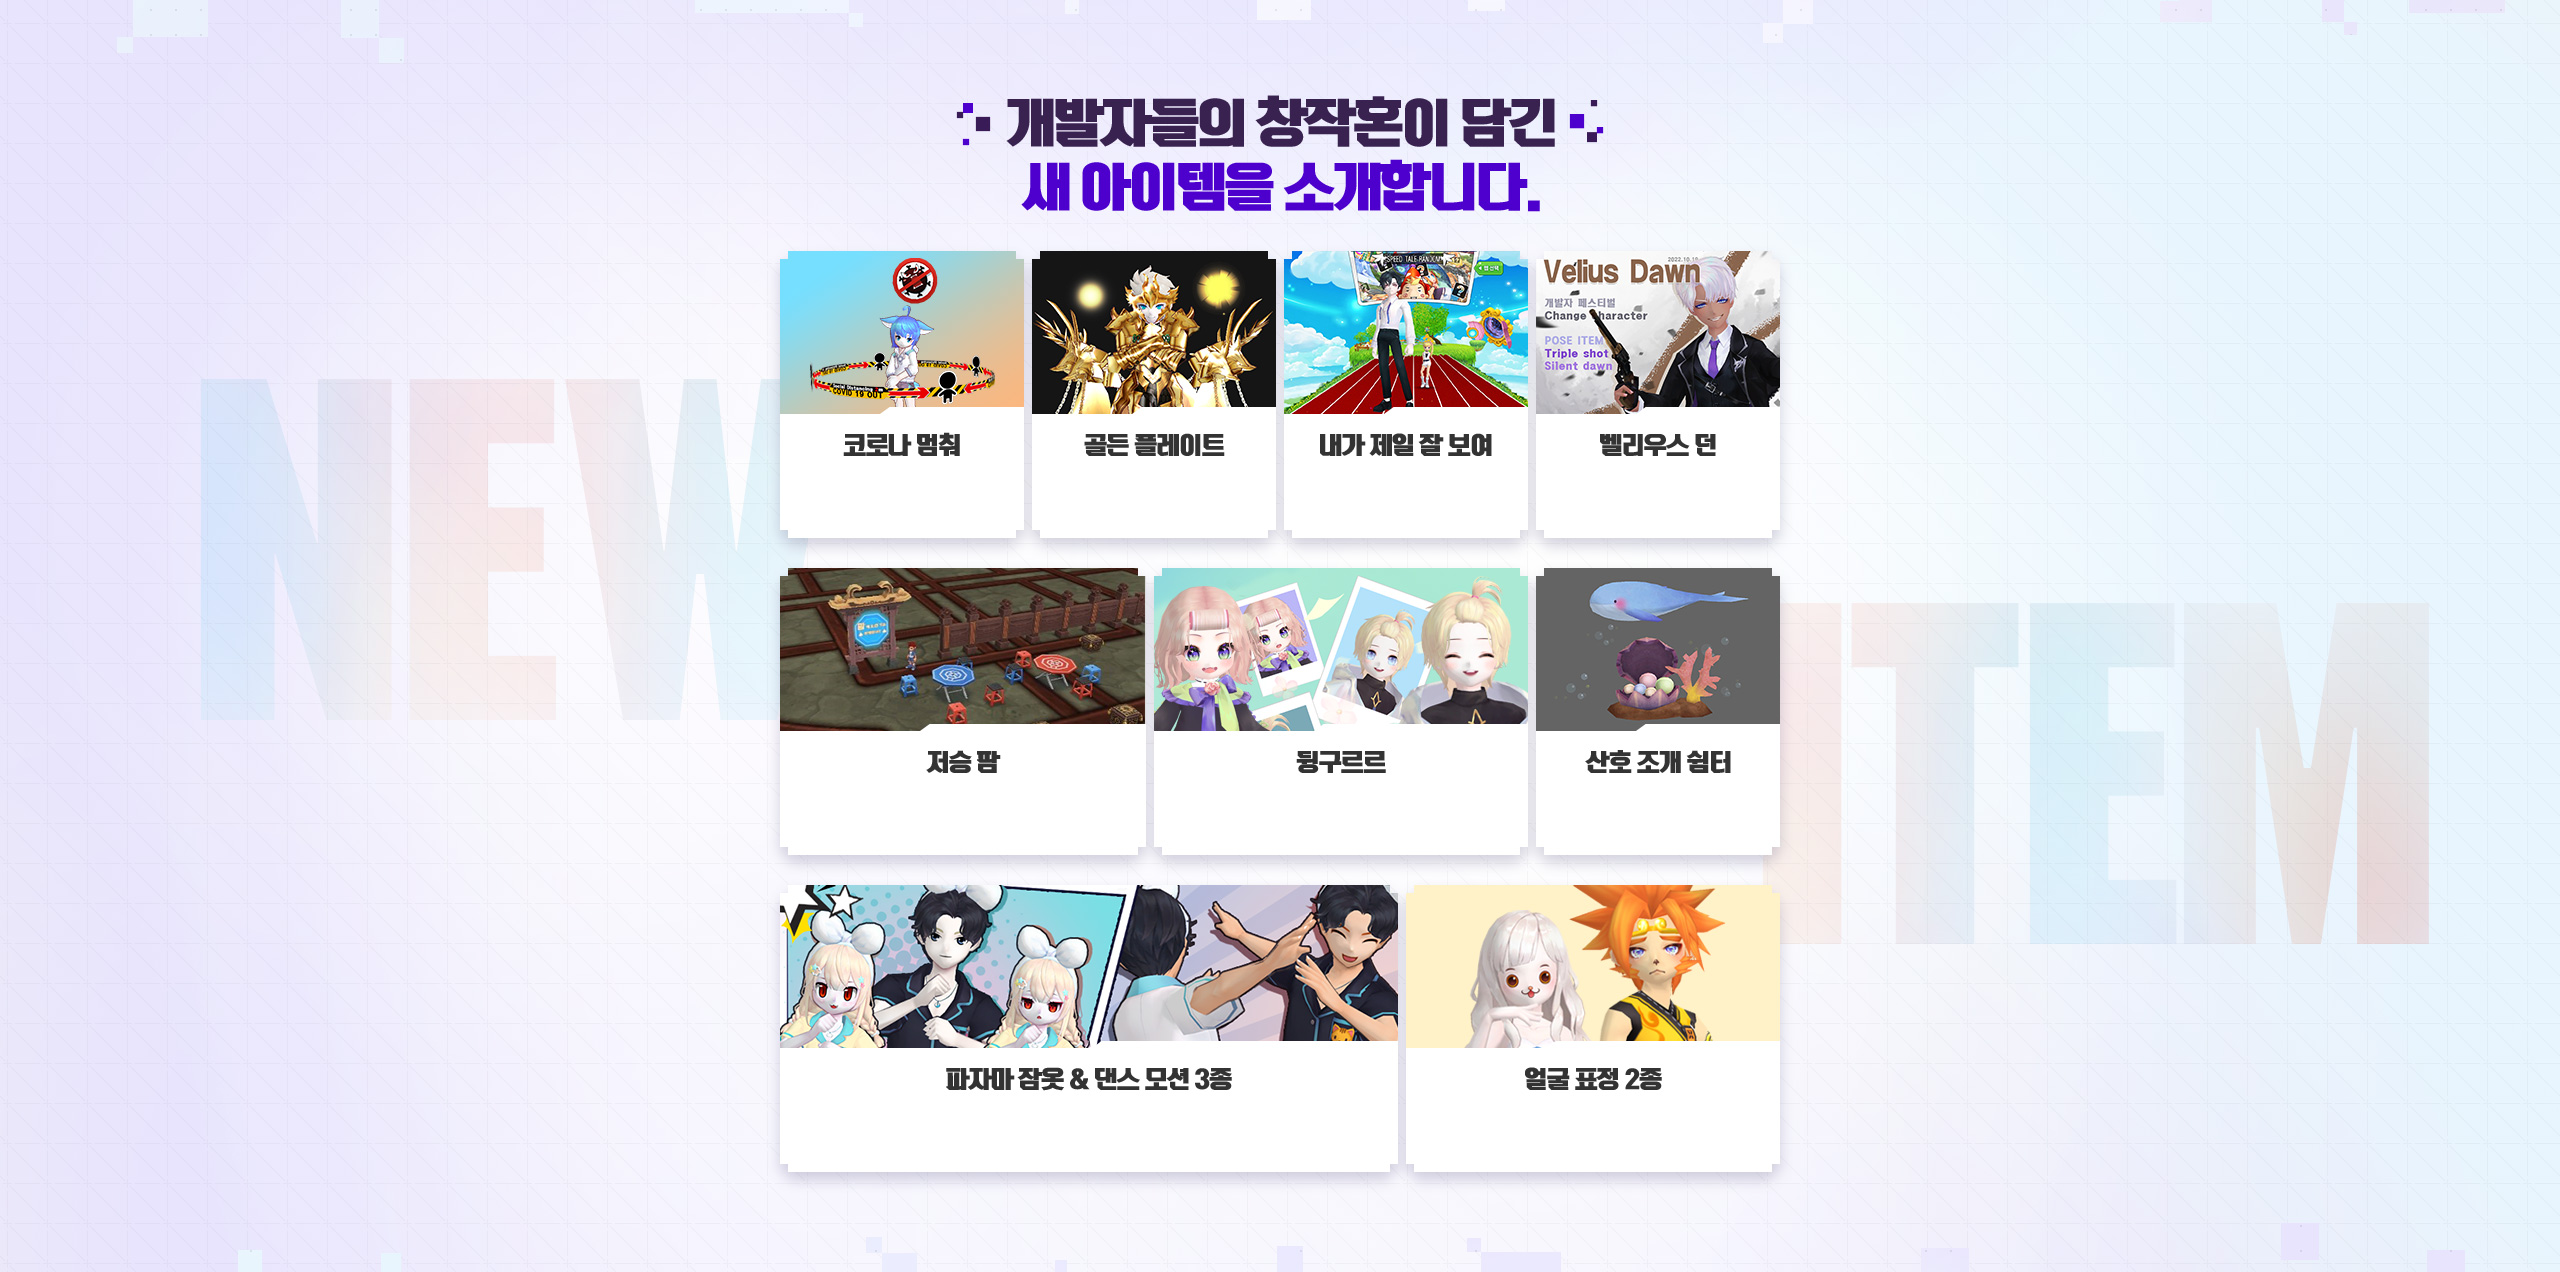 개발자들의 창작혼이 담긴
새 아이템을 소개합니다.
NEW
ITEM
COVID 19 OUT
코로나 멈춰
골든 플레이트
SPEED TALE RANDOM
맵 선택
내가 제일 잘 보여
2022.10.19
Velius Dawn
개발자 페스티벌
Change character
POSE ITEM
Triple shot
Silent dawn
벨리우스 던
저승 팜
뒹구르르
산호 조개 쉼터
파자마 잠옷 & 댄스 모션 3종
얼굴 표정 2종